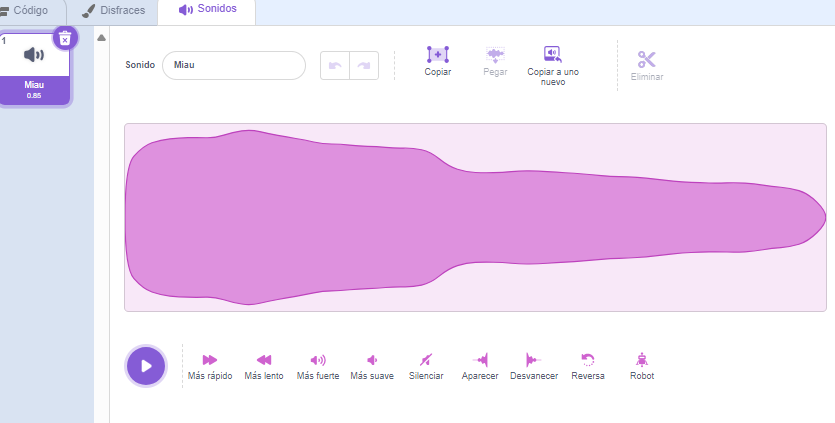 Código
Disfraces
Sonidos
1
Miau
0.85
Sonido
Miau
Copiar
Pegar
Copiar a uno
nuevo
Eliminar
Más rápido
Más lento
Más fuerte
Más suave
Silenciar
Aparecer
Desvanecer
Reversa
Robot